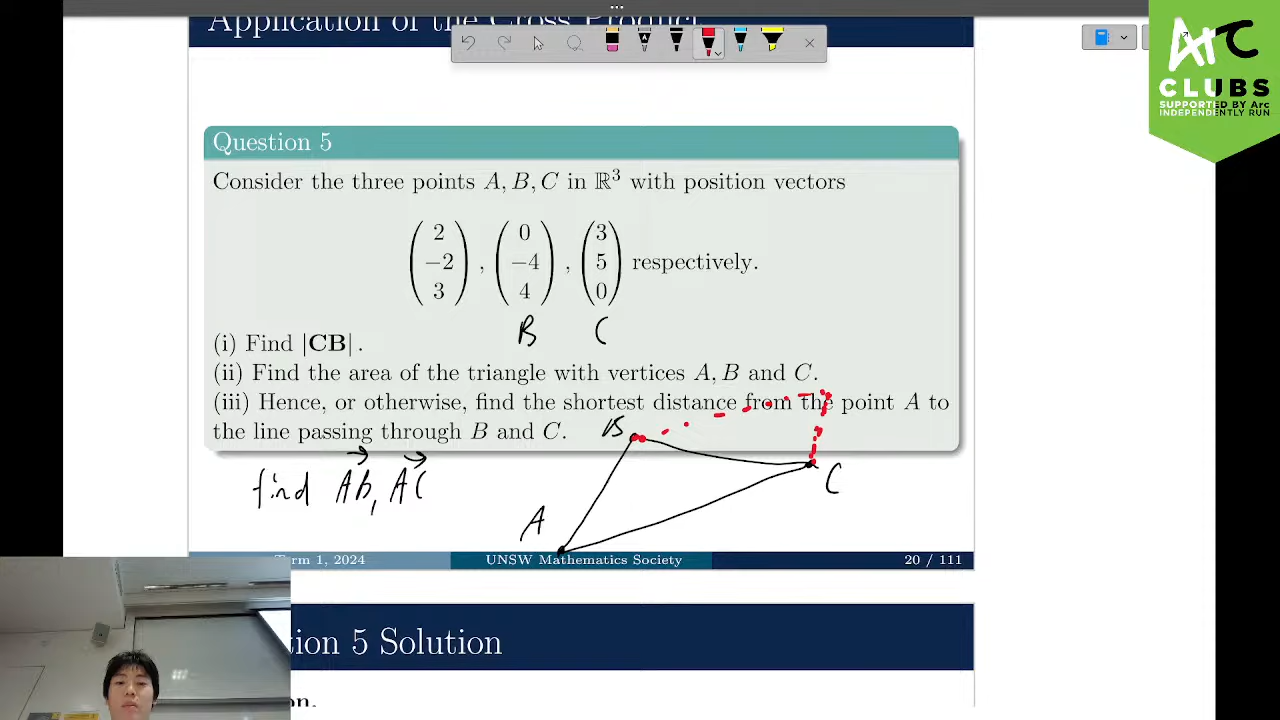 Application of the Cross Product
Arc
CLUBS
SUPPORTED BY Arc
INDEPENDENTLY RUN
Question 5
Consider the three points A, B, C in ℝ³ with position vectors
(2 −2 3), (0 −4 4), (3 5 0) respectively.
B C
(i) Find |CB|.
(ii) Find the area of the triangle with vertices A, B and C.
(iii) Hence, or otherwise, find the shortest distance from the point A to
the line passing through B and C.
B
C
find AB, AC
A
Term 1, 2024 UNSW Mathematics Society 20 / 111
tion 5 Solution
on.